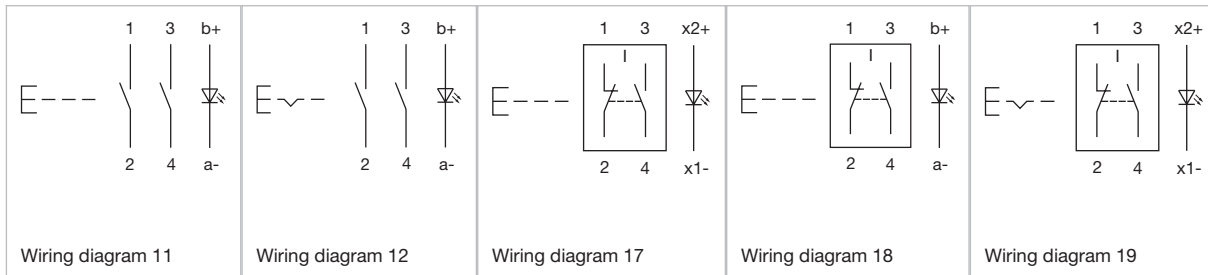 1 3 b+
2 4 a-
Wiring diagram 11
1 3 b+
2 4 a-
Wiring diagram 12
1 3 x2+
I
2 4 x1-
Wiring diagram 17
1 3 b+
I
2 4 a-
Wiring diagram 18
1 3 x2+
I
2 4 x1-
Wiring diagram 19